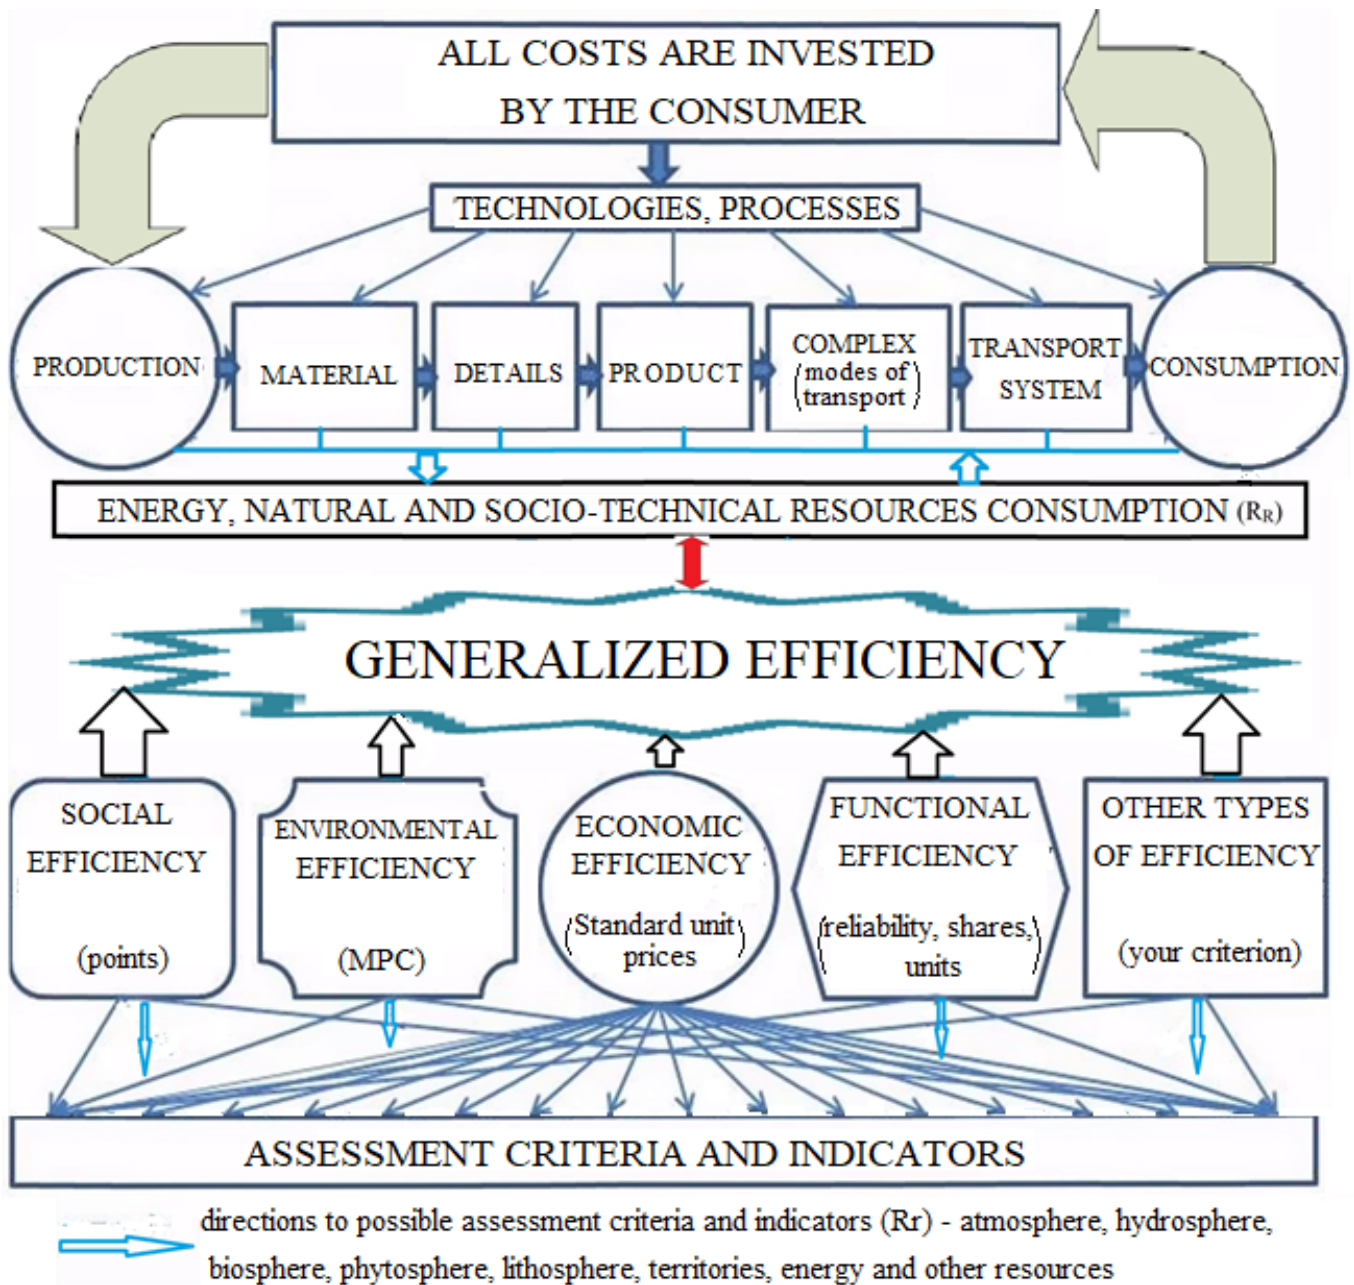 ALL COSTS ARE INVESTED
BY THE CONSUMER
TECHNOLOGIES, PROCESSES
PRODUCTION
MATERIAL
DETAILS
PRODUCT
COMPLEX
(modes of
transport)
TRANSPORT
SYSTEM
CONSUMPTION
ENERGY, NATURAL AND SOCIO-TECHNICAL RESOURCES CONSUMPTION (RR)
GENERALIZED EFFICIENCY
SOCIAL
EFFICIENCY
(points)
ENVIRONMENTAL
EFFICIENCY
(MPC)
ECONOMIC
EFFICIENCY
(Standard unit
prices)
FUNCTIONAL
EFFICIENCY
(reliability, shares,
units)
OTHER TYPES
OF EFFICIENCY
(your criterion)
ASSESSMENT CRITERIA AND INDICATORS
directions to possible assessment criteria and indicators (Rr) - atmosphere, hydrosphere,
biosphere, phytosphere, lithosphere, territories, energy and other resources